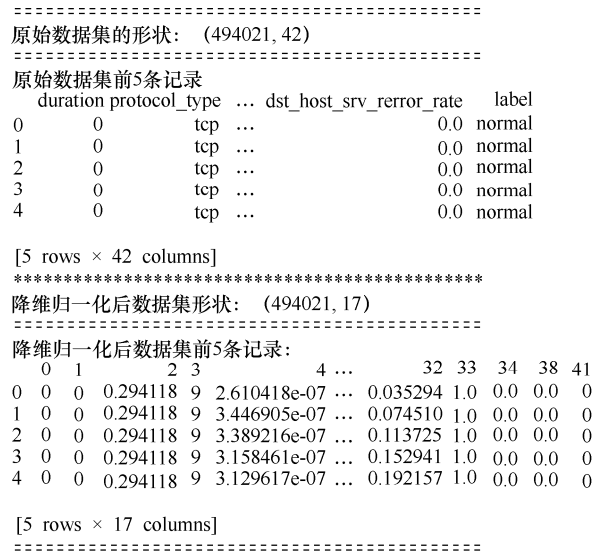 ===============================================
原始数据集的形状： （494021, 42）
===============================================
原始数据集前5条记录
duration protocol_type … dst_host_srv_rerror_rate label
0 0 tcp … 0.0 normal
1 0 tcp … 0.0 normal
2 0 tcp … 0.0 normal
3 0 tcp … 0.0 normal
4 0 tcp … 0.0 normal
[5 rows × 42 columns]
***********************************************
降维归一化后数据集形状： （494021, 17）
===============================================
降维归一化后数据集前5条记录：
0 1 2 3 4 … 32 33 34 38 41
0 0 0 0.294118 9 2.610418e-07 … 0.035294 1.0 0.0 0.0 0
1 0 0 0.294118 9 3.446905e-07 … 0.074510 1.0 0.0 0.0 0
2 0 0 0.294118 9 3.389216e-07 … 0.113725 1.0 0.0 0.0 0
3 0 0 0.294118 9 3.158461e-07 … 0.152941 1.0 0.0 0.0 0
4 0 0 0.294118 9 3.129617e-07 … 0.192157 1.0 0.0 0.0 0
[5 rows × 17 columns]
===============================================